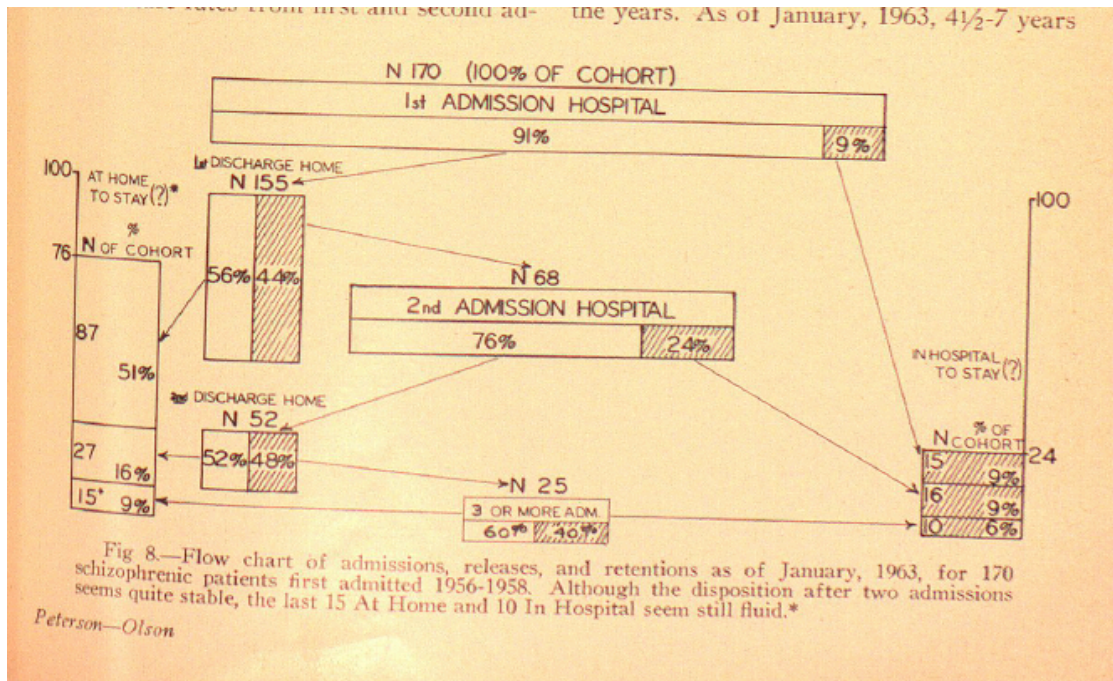 rates from first and second ad-
the years. As of January, 1963, 4½-7 years
N 170 (100% OF COHORT)
1st ADMISSION HOSPITAL
91%
9%
1st DISCHARGE HOME
N 155
56%
44%
100
AT HOME
TO STAY (?)*
%
N OF COHORT
76
87
51%
27
16%
15*
9%
N 68
2nd ADMISSION HOSPITAL
76%
24%
DISCHARGE HOME
N 52
52%
48%
N 25
3 OR MORE ADM.
60%
40%
100
IN HOSPITAL
TO STAY (?)
% OF
N COHORT
24
15
9%
16
9%
10
6%
Fig 8.—Flow chart of admissions, releases, and retentions as of January, 1963, for 170
schizophrenic patients first admitted 1956-1958. Although the disposition after two admissions
seems quite stable, the last 15 At Home and 10 In Hospital seem still fluid.*
Peterson—Olson